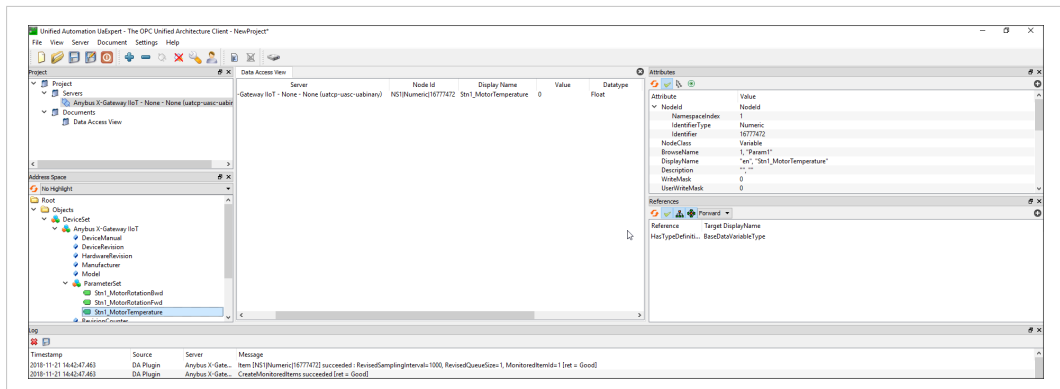 Unified Automation UaExpert - The OPC Unified Architecture Client - NewProject*
File View Server Document Settings Help
Project
Project
Servers
Anybus X-Gateway IIoT - None - None (uatcp-uasc-uabin
Documents
Data Access View
Address Space
No Highlight
Root
Objects
DeviceSet
Anybus X-Gateway IIoT
DeviceManual
DeviceRevision
HardwareRevision
Manufacturer
Model
ParameterSet
Stn1_MotorRotationBwd
Stn1_MotorRotationFwd
Stn1_MotorTemperature
RevisionCounter
Data Access View
Server Node Id Display Name Value Datatype
-Gateway IIoT - None - None (uatcp-uasc-uabinary) NS1|Numeric|16777472 Stn1_MotorTemperature 0 Float
Attributes
Attribute Value
NodeId NodeId
NamespaceIndex 1
IdentifierType Numeric
Identifier 16777472
NodeClass Variable
BrowseName 1, "Param1"
DisplayName "en", "Stn1_MotorTemperature"
Description "", ""
WriteMask 0
UserWriteMask 0
References
Forward
Reference Target DisplayName
HasTypeDefiniti... BaseDataVariableType
Log
Timestamp Source Server Message
2018-11-21 14:42:47.463 DA Plugin Anybus X-Gate... Item [NS1|Numeric|16777472] succeeded : RevisedSamplingInterval=1000, RevisedQueueSize=1, MonitoredItemId=1 [ret = Good]
2018-11-21 14:42:47.463 DA Plugin Anybus X-Gate... CreateMonitoredItems succeeded [ret = Good]